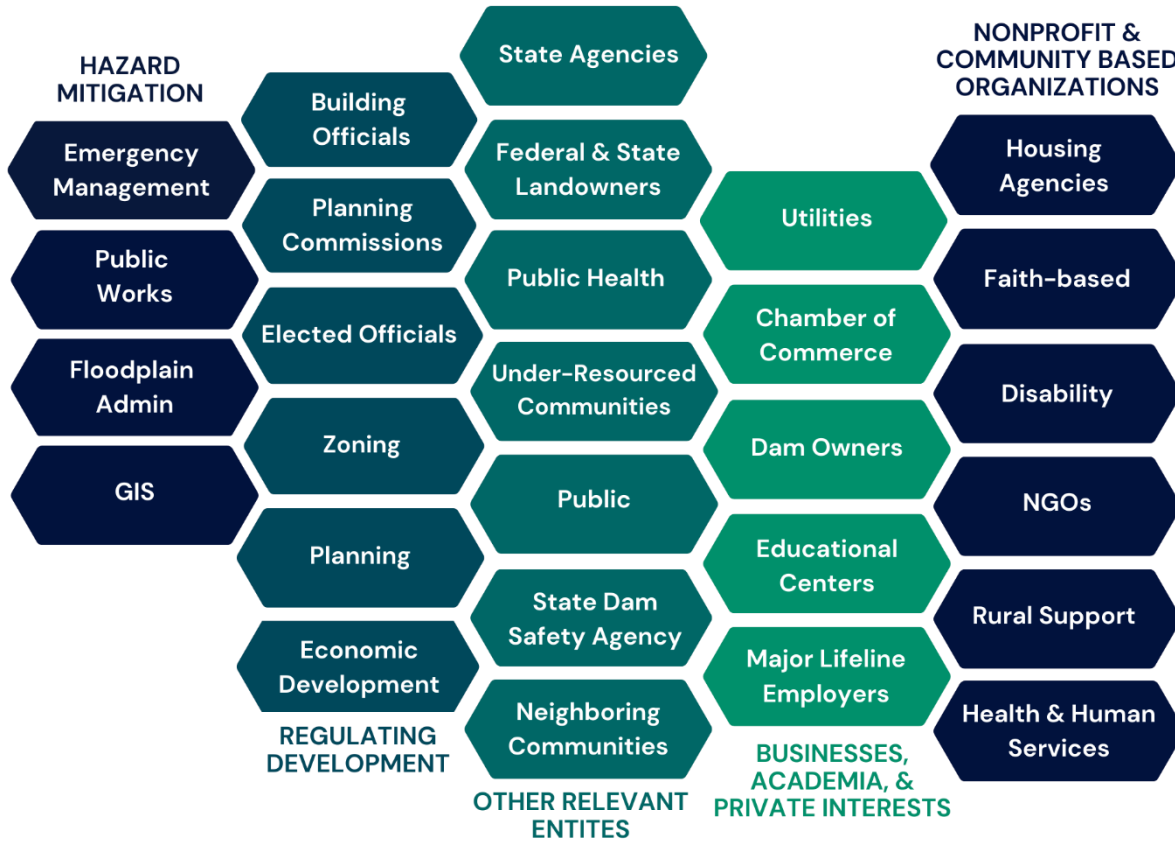 HAZARD
MITIGATION
Emergency
Management
Public
Works
Floodplain
Admin
GIS
Building
Officials
Planning
Commissions
Elected Officials
Zoning
Planning
Economic
Development
REGULATING
DEVELOPMENT
State Agencies
Federal & State
Landowners
Public Health
Under-Resourced
Communities
Public
State Dam
Safety Agency
Neighboring
Communities
OTHER RELEVANT
ENTITES
Utilities
Chamber of
Commerce
Dam Owners
Educational
Centers
Major Lifeline
Employers
BUSINESSES,
ACADEMIA, &
PRIVATE INTERESTS
NONPROFIT &
COMMUNITY BASED
ORGANIZATIONS
Housing
Agencies
Faith-based
Disability
NGOs
Rural Support
Health & Human
Services